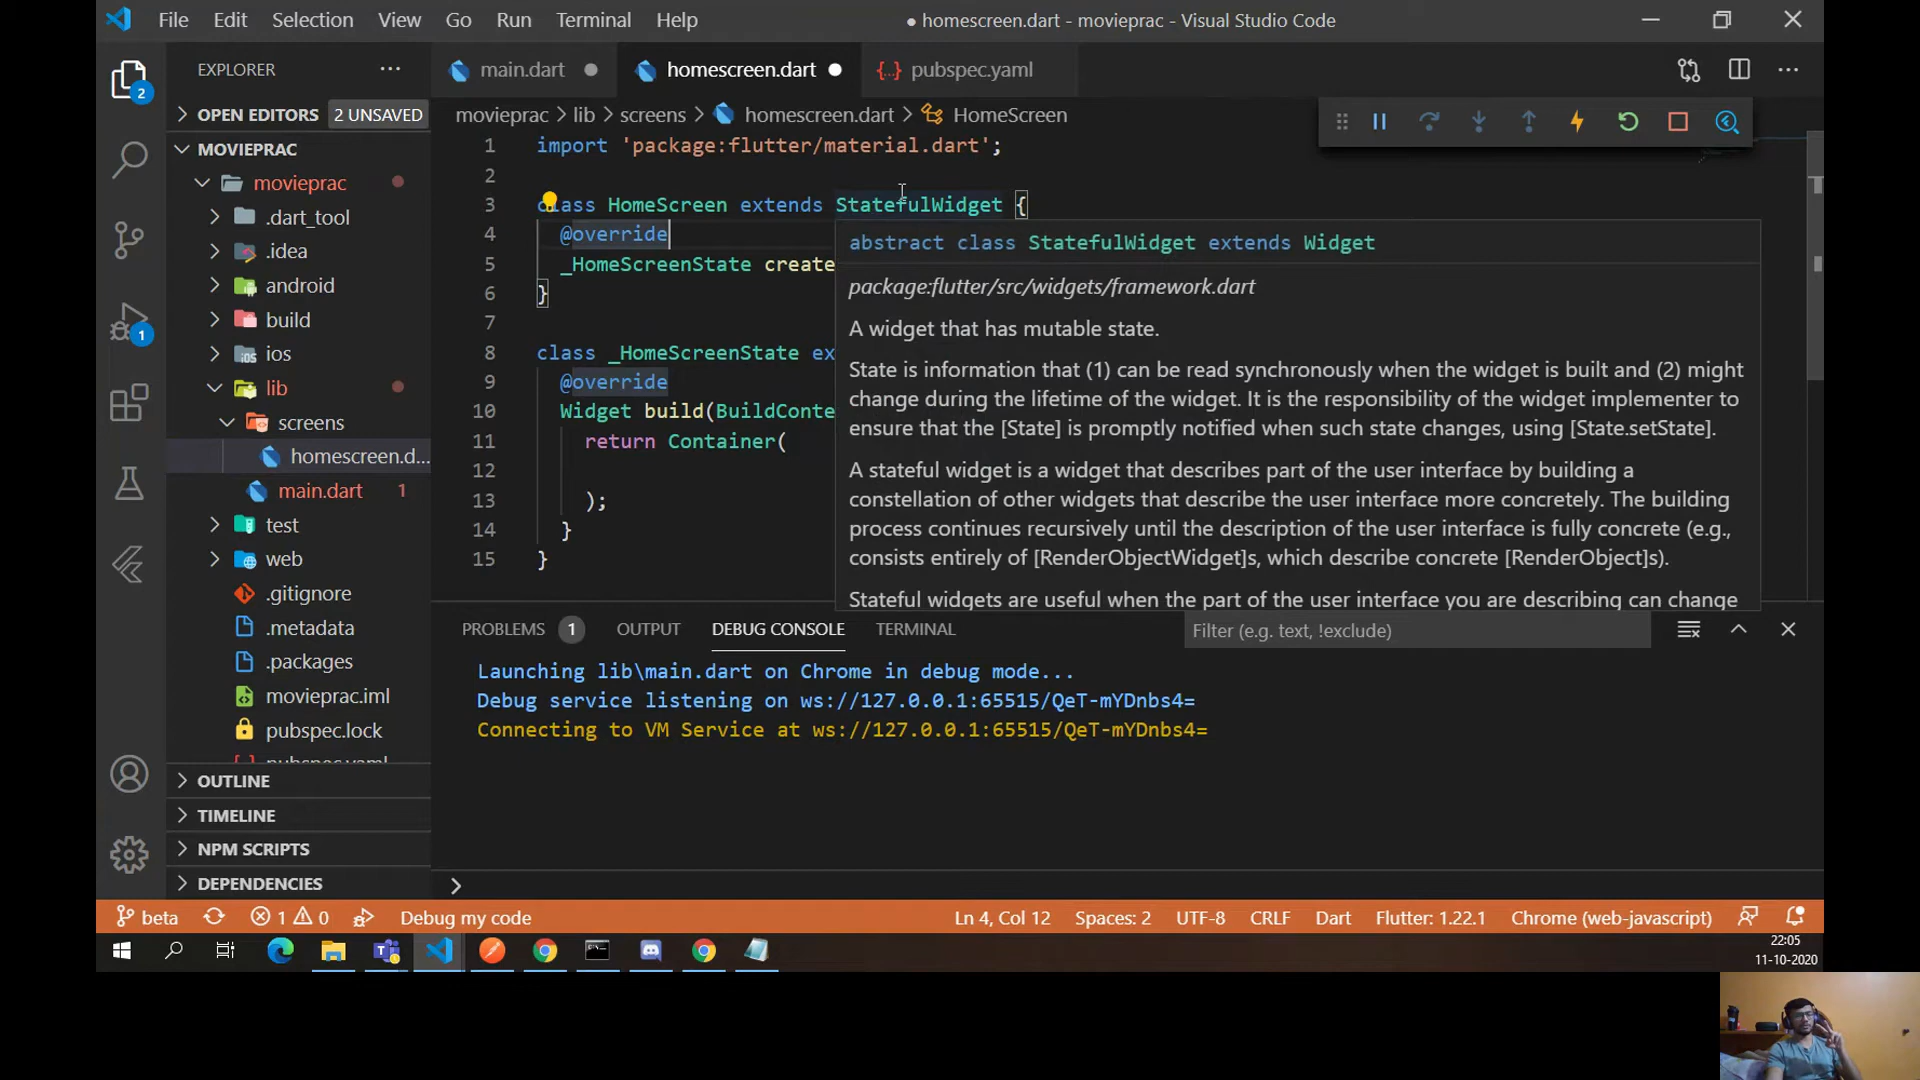 File Edit Selection View Go Run Terminal Help
● homescreen.dart - movieprac - Visual Studio Code
EXPLORER
main.dart
homescreen.dart
{..} pubspec.yaml
OPEN EDITORS 2 UNSAVED
movieprac > lib > screens > homescreen.dart > HomeScreen
MOVIEPRAC
movieprac
.dart_tool
.idea
android
build
ios
lib
screens
homescreen.d...
main.dart 1
test
web
.gitignore
.metadata
.packages
movieprac.iml
pubspec.lock
pubspec.yaml
OUTLINE
TIMELINE
NPM SCRIPTS
DEPENDENCIES
2
1
1 import 'package:flutter/material.dart';
2
3 class HomeScreen extends StatefulWidget {
4 @override
5 _HomeScreenState create
6 }
7
8 class _HomeScreenState ex
9 @override
10 Widget build(BuildConte
11 return Container(
12
13 );
14 }
15 }
abstract class StatefulWidget extends Widget
package:flutter/src/widgets/framework.dart
A widget that has mutable state.
State is information that (1) can be read synchronously when the widget is built and (2) might
change during the lifetime of the widget. It is the responsibility of the widget implementer to
ensure that the [State] is promptly notified when such state changes, using [State.setState].
A stateful widget is a widget that describes part of the user interface by building a
constellation of other widgets that describe the user interface more concretely. The building
process continues recursively until the description of the user interface is fully concrete (e.g.,
consists entirely of [RenderObjectWidget]s, which describe concrete [RenderObject]s).
Stateful widgets are useful when the part of the user interface you are describing can change
PROBLEMS 1 OUTPUT DEBUG CONSOLE TERMINAL
Filter (e.g. text, !exclude)
Launching lib\main.dart on Chrome in debug mode...
Debug service listening on ws://127.0.0.1:65515/QeT-mYDnbs4=
Connecting to VM Service at ws://127.0.0.1:65515/QeT-mYDnbs4=
beta 1 0 Debug my code
Ln 4, Col 12 Spaces: 2 UTF-8 CRLF Dart Flutter: 1.22.1 Chrome (web-javascript)
22:05
11-10-2020